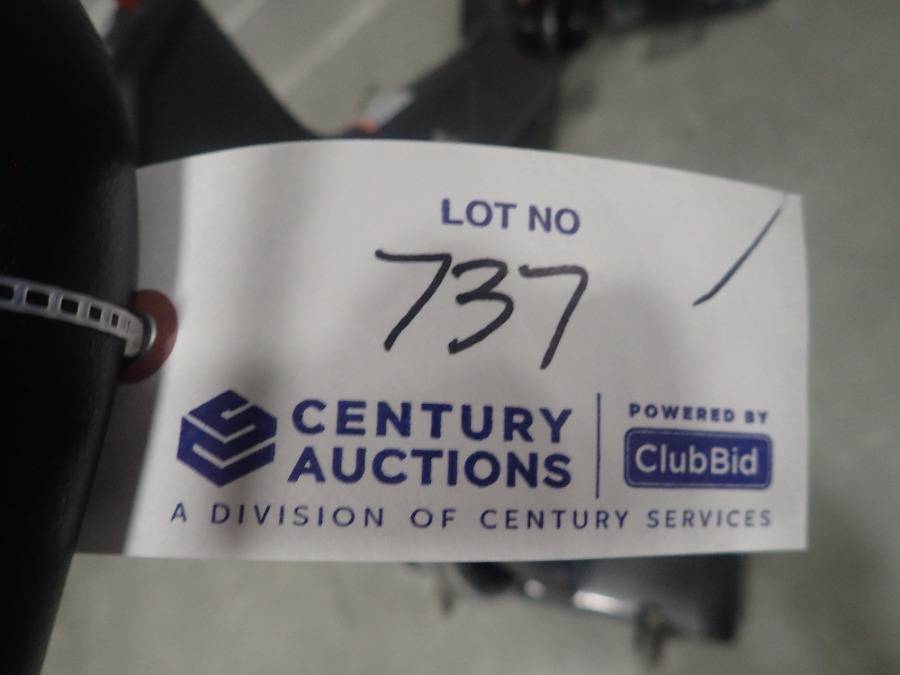 LOT NO
737
CENTURY
AUCTIONS
POWERED BY
ClubBid
A DIVISION OF CENTURY SERVICES